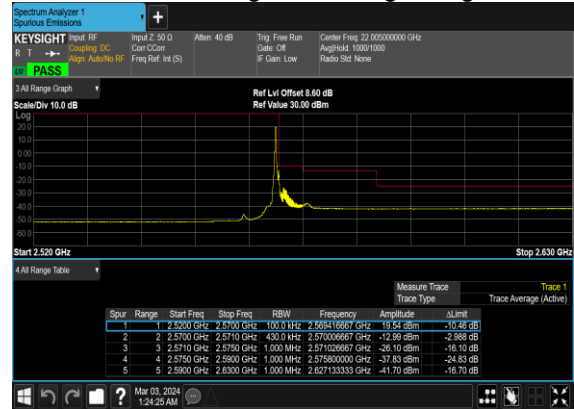 Spectrum Analyzer 1
Spurious Emissions
+
KEYSIGHT Input: RF Input Z: 50 Ω Atten: 40 dB Trig: Free Run Center Freq: 22.005000000 GHz
R T Coupling: DC Corr CCorr Gate: Off Avg|Hold: 1000/1000
Align: Auto/No RF Freq Ref: Int (S) IF Gain: Low Radio Std: None
PASS
3 All Range Graph
Ref Lvl Offset 8.60 dB
Scale/Div 10.0 dB Ref Value 30.00 dBm
Log
20.0
10.0
0.00
-10.0
-20.0
-30.0
-40.0
-50.0
-60.0
Start 2.520 GHz Stop 2.630 GHz
4 All Range Table
Measure Trace Trace 1
Trace Type Trace Average (Active)
Spur Range Start Freq Stop Freq RBW Frequency Amplitude ΔLimit
1 1 2.5200 GHz 2.5700 GHz 100.0 kHz 2.569416667 GHz 19.54 dBm -10.46 dB
2 2 2.5700 GHz 2.5710 GHz 430.0 kHz 2.570006667 GHz -12.99 dBm -2.988 dB
3 3 2.5710 GHz 2.5750 GHz 1.000 MHz 2.571026667 GHz -26.10 dBm -16.10 dB
4 4 2.5750 GHz 2.5900 GHz 1.000 MHz 2.575800000 GHz -37.83 dBm -24.83 dB
5 5 2.5900 GHz 2.6300 GHz 1.000 MHz 2.627133333 GHz -41.70 dBm -16.70 dB
? Mar 03, 2024
1:24:25 AM